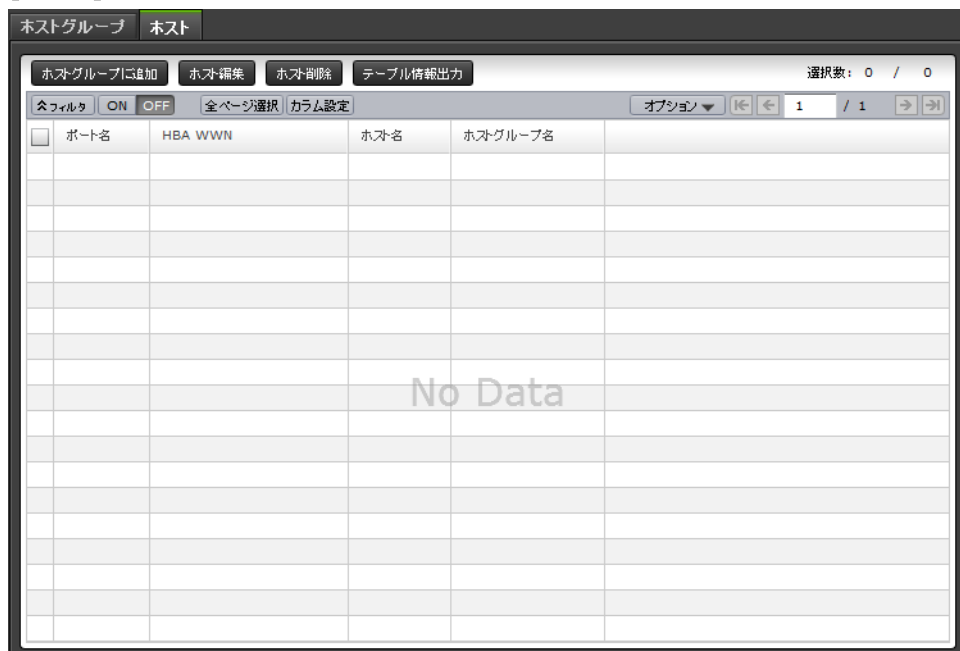 ホストグループ ホスト
ホストグループに追加 ホスト編集 ホスト削除 テーブル情報出力 選択数: 0 / 0
フィルタ ON OFF 全ページ選択 カラム設定 オプション 1 / 1
ポート名 HBA WWN ホスト名 ホストグループ名
No Data